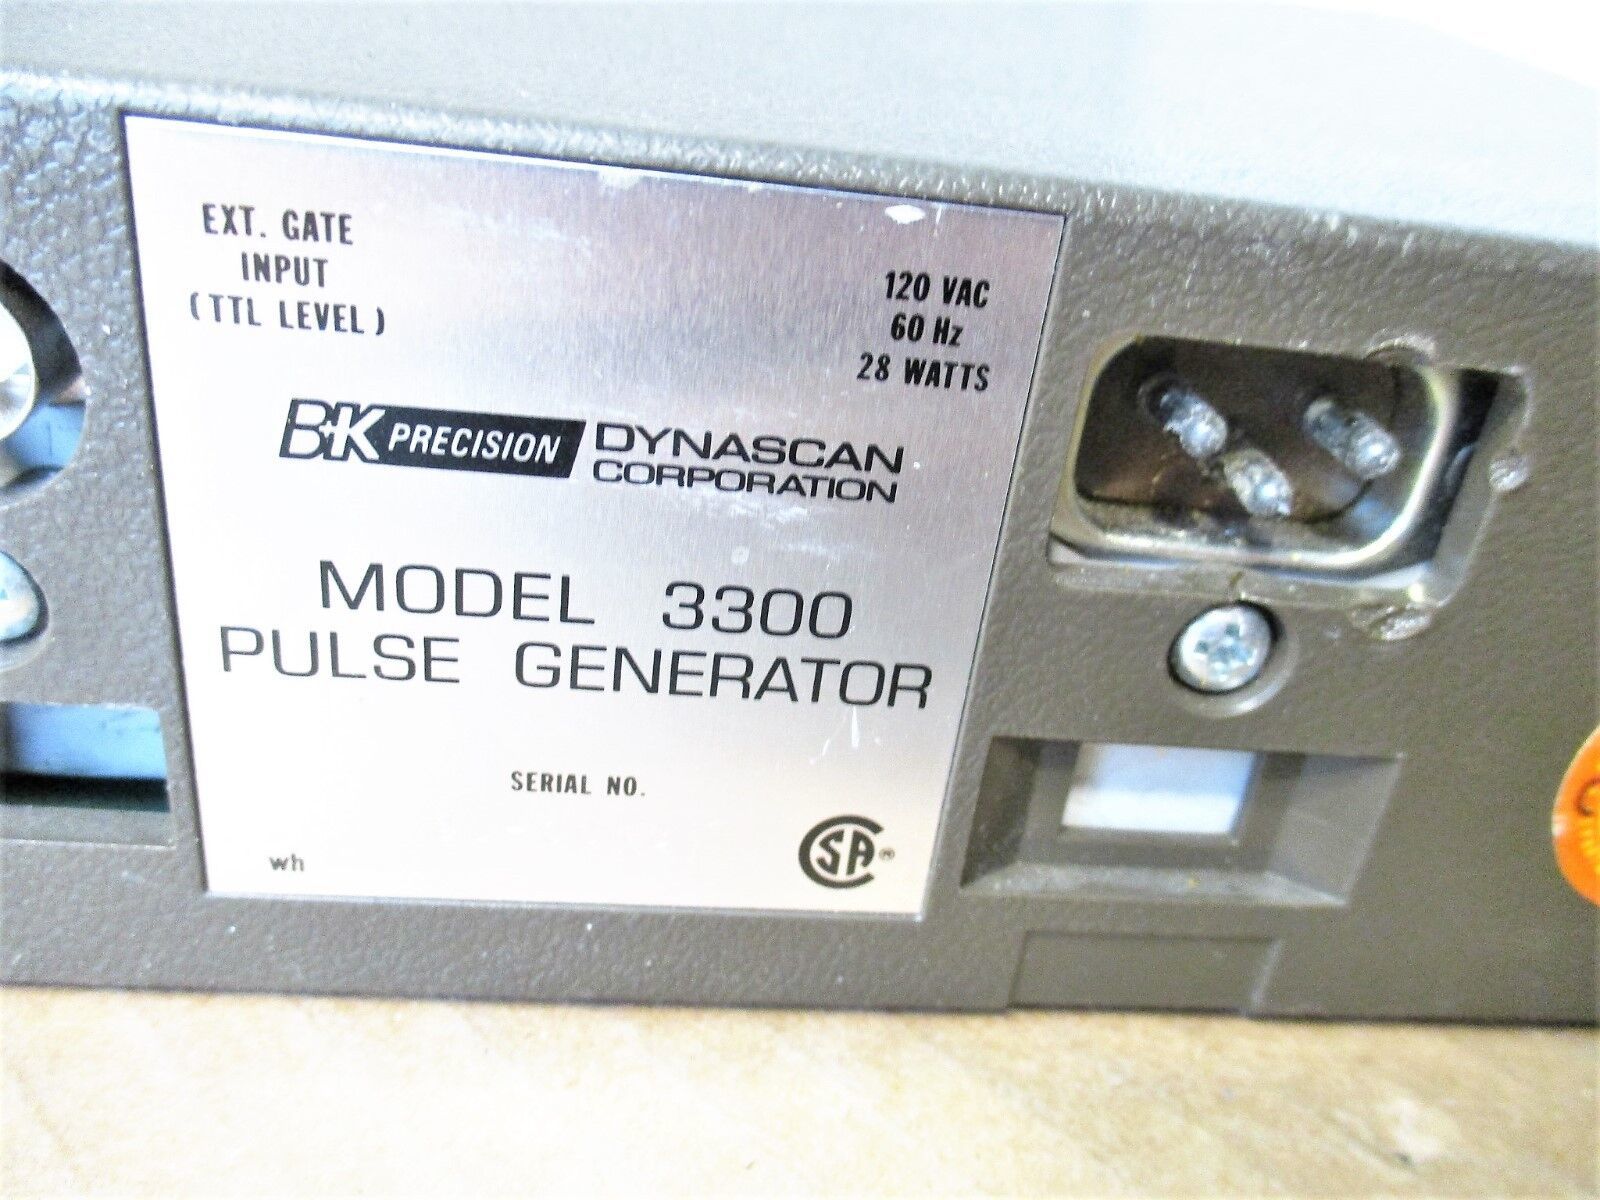 EXT. GATE
INPUT
(TTL LEVEL)
120 VAC
60 Hz
28 WATTS
B+K PRECISION DYNASCAN
CORPORATION
MODEL 3300
PULSE GENERATOR
SERIAL NO.
wh
CSA®